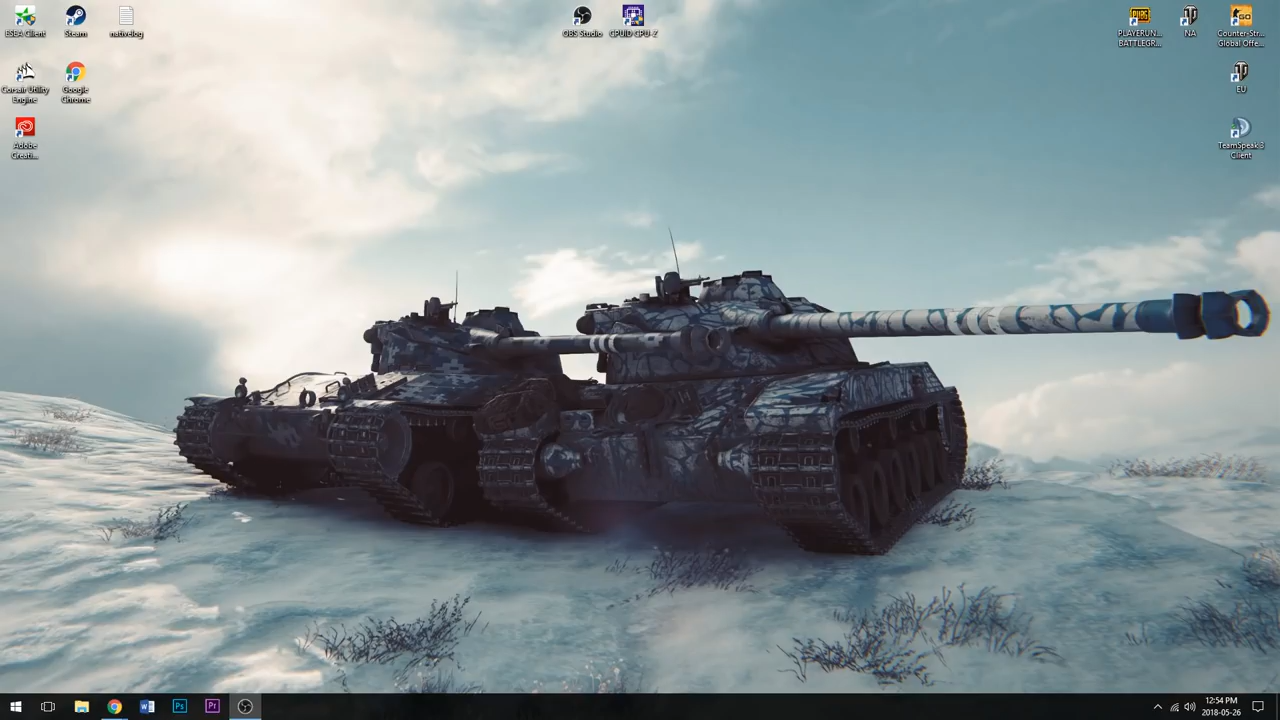 ESEA Client
Steam
nativelog
OBS Studio
CPUID CPU-Z
PLAYERUN...
BATTLEGR...
NA
Counter-Str...
Global Offe...
Corsair Utility
Engine
Google
Chrome
EU
Adobe
Creati...
TeamSpeak 3
Client
12:54 PM
2018-05-26